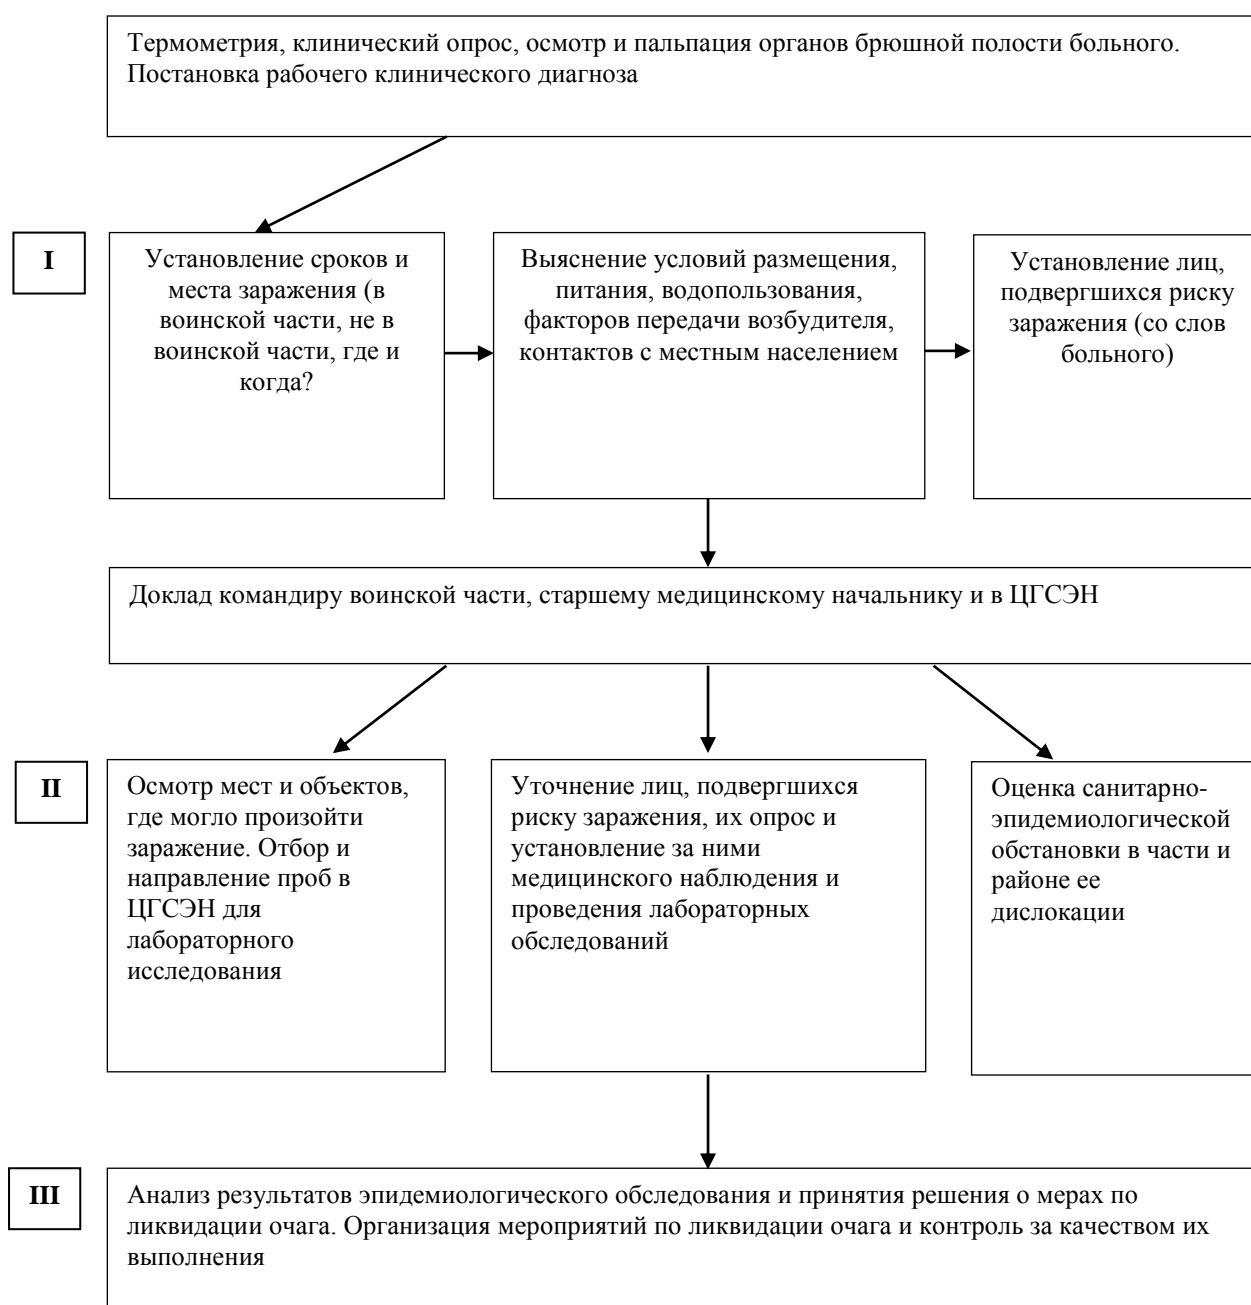 Термометрия, клинический опрос, осмотр и пальпация органов брюшной полости больного.
Постановка рабочего клинического диагноза
I
Установление сроков и
места заражения (в
воинской части, не в
воинской части, где и
когда?
Выяснение условий размещения,
питания, водопользования,
факторов передачи возбудителя,
контактов с местным населением
Установление лиц,
подвергшихся риску
заражения (со слов
больного)
Доклад командиру воинской части, старшему медицинскому начальнику и в ЦГСЭН
II
Осмотр мест и объектов,
где могло произойти
заражение. Отбор и
направление проб в
ЦГСЭН для
лабораторного
исследования
Уточнение лиц, подвергшихся
риску заражения, их опрос и
установление за ними
медицинского наблюдения и
проведения лабораторных
обследований
Оценка санитарно-
эпидемиологической
обстановки в части и
районе ее
дислокации
III
Анализ результатов эпидемиологического обследования и принятия решения о мерах по
ликвидации очага. Организация мероприятий по ликвидации очага и контроль за качеством их
выполнения